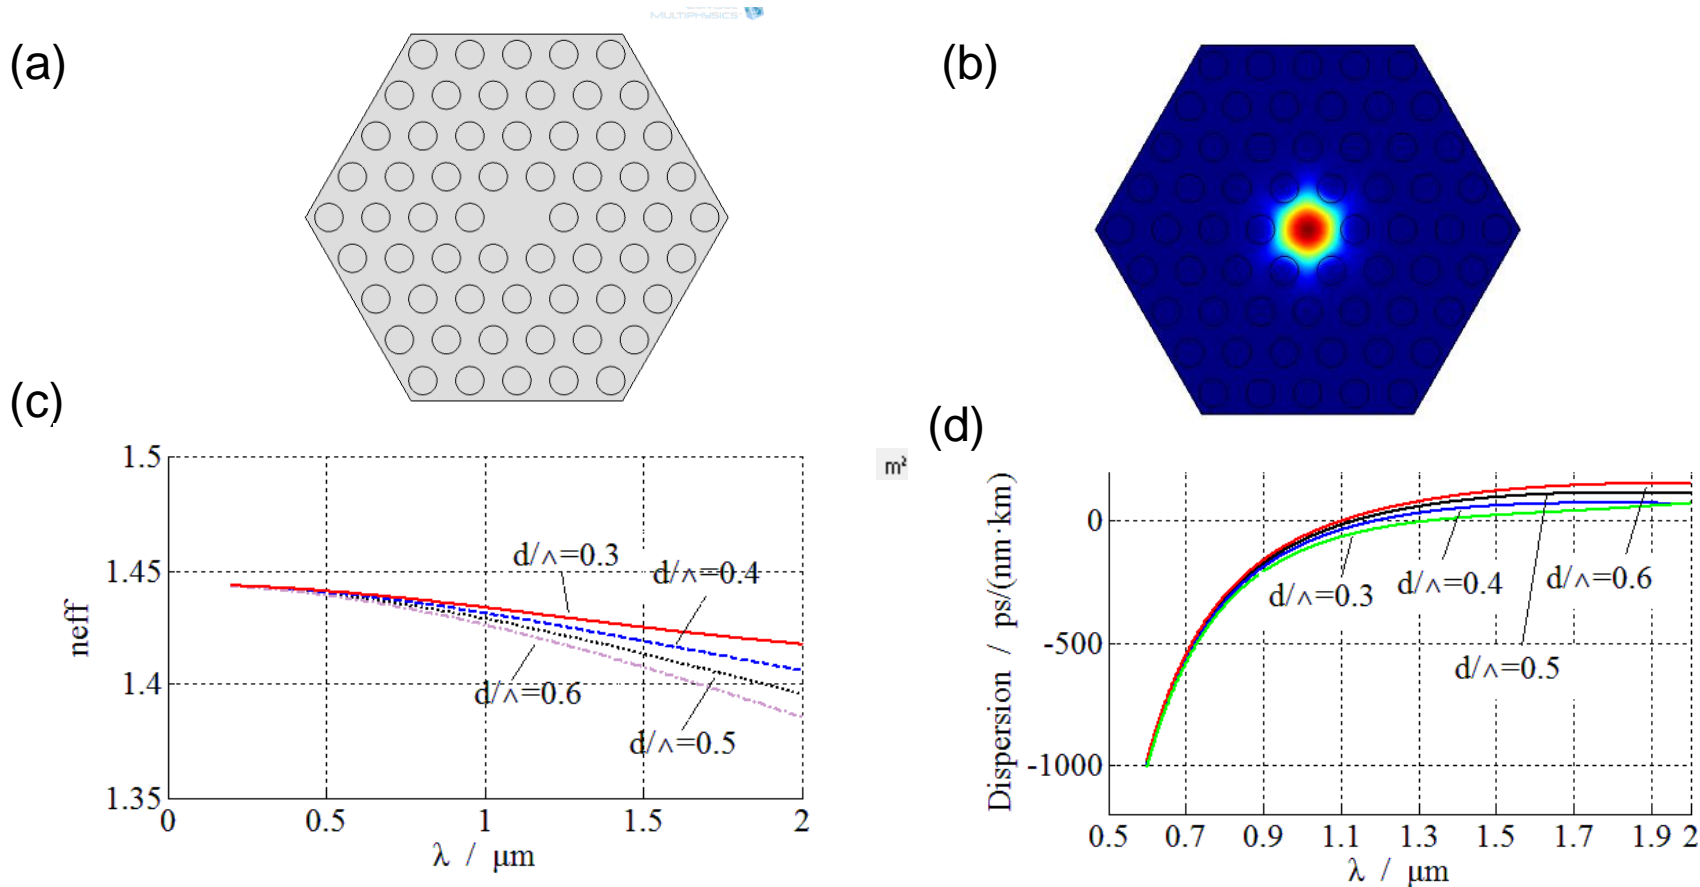 MULTIPHYSICS
(a)
(b)
(c)
1.5
1.45
1.4
1.35
0
0.5
1
1.5
2
neff
λ / μm
d/∧=0.3
d/∧=0.4
d/∧=0.6
d/∧=0.5
m²
(d)
0
-500
-1000
0.5
0.7
0.9
1.1
1.3
1.5
1.7
1.9
2
Dispersion / ps/(nm·km)
λ / μm
d/∧=0.3
d/∧=0.4
d/∧=0.6
d/∧=0.5